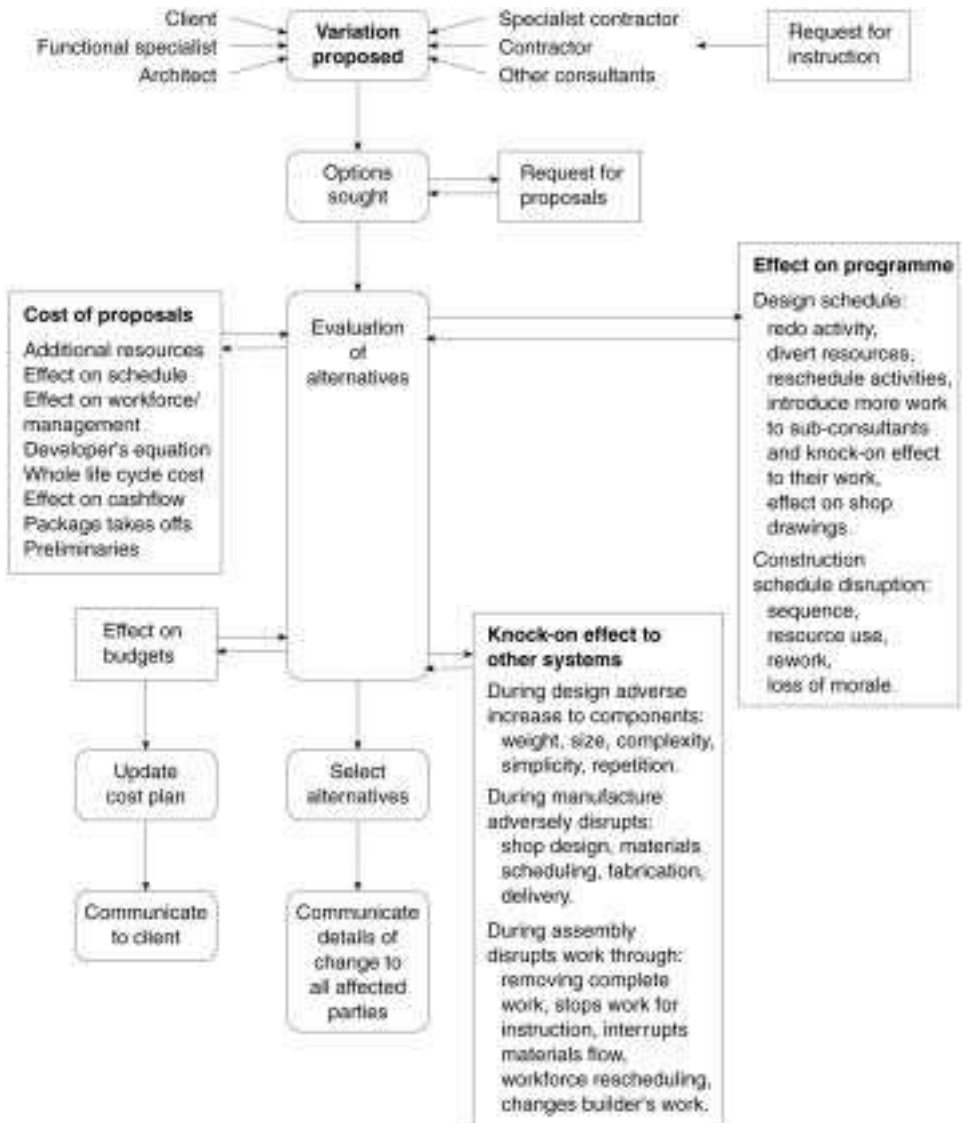 Client
Functional specialist
Architect
Variation
proposed
Specialist contractor
Contractor
Other consultants
Request for
instruction
Options
sought
Request for
proposals
Cost of proposals
Additional resources
Effect on schedule
Effect on workforce/
management
Developer's equation
Whole life cycle cost
Effect on cashflow
Package takes offs
Preliminaries
Evaluation
of
alternatives
Effect on programme
Design schedule:
redo activity,
divert resources,
reschedule activities,
introduce more work
to sub-consultants
and knock-on effect
to their work,
effect on shop
drawings.
Construction
schedule disruption:
sequence,
resource use,
rework,
loss of morale.
Effect on
budgets
Knock-on effect to
other systems
During design adverse
increase to components:
weight, size, complexity,
simplicity, repetition.
During manufacture
adversely disrupts:
shop design, materials
scheduling, fabrication,
delivery.
During assembly
disrupts work through:
removing complete
work, stops work for
instruction, interrupts
materials flow,
workforce rescheduling,
changes builder's work.
Update
cost plan
Select
alternatives
Communicate
to client
Communicate
details of
change to
all affected
parties